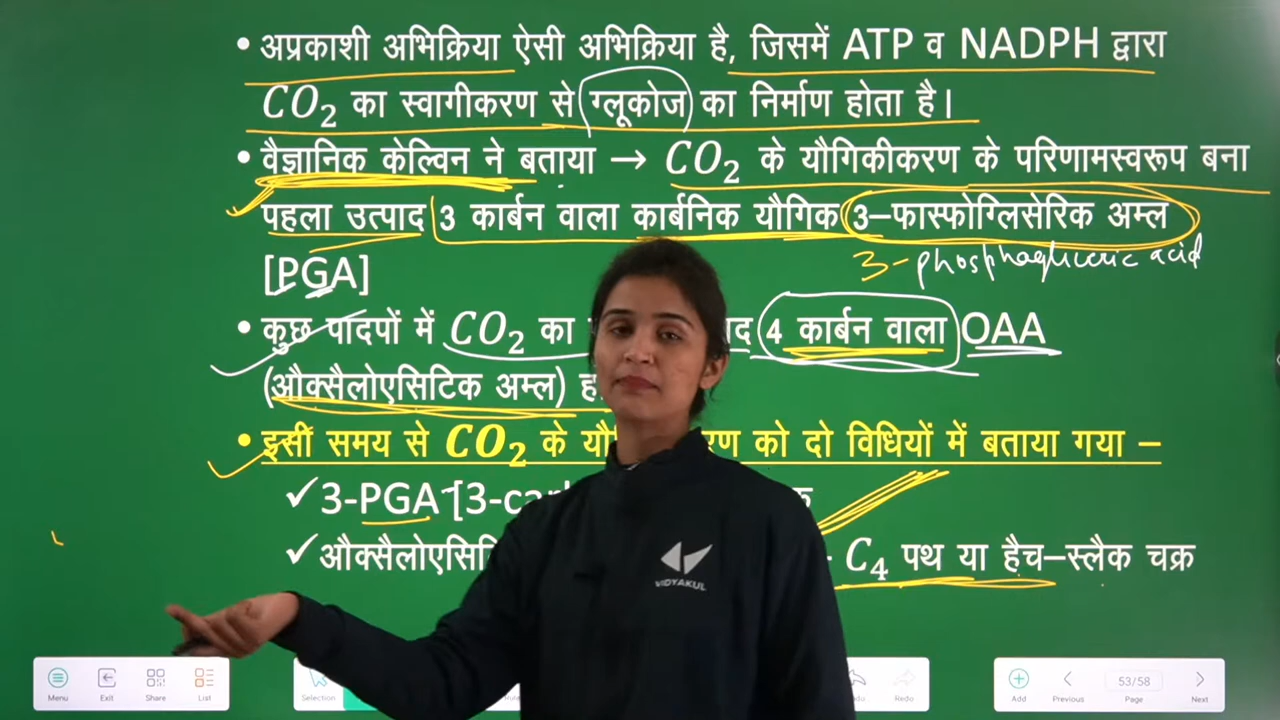 • अप्रकाशी अभिक्रिया ऐसी अभिक्रिया है, जिसमें ATP व NADPH द्वारा
CO₂ का स्वागीकरण से ग्लूकोज का निर्माण होता है।
• वैज्ञानिक केल्विन ने बताया → CO₂ के यौगिकीकरण के परिणामस्वरूप बना
पहला उत्पाद 3 कार्बन वाला कार्बनिक यौगिक 3–फास्फोग्लिसेरिक अम्ल
3- phosphagliceric acid
[PGA]
• कुछ पादपों में CO₂ का 4 कार्बन वाला OAA
(औक्सैलोएसिटिक अम्ल)
• इसी समय से CO₂ के को दो विधियों में बताया गया –
✓ 3-PGA - [3-
✓ C₄ पथ या हैच–स्लैक चक्र
VIDYAKUL
Menu Exit Share List Selection Redo Add Previous 53/58 Page Next